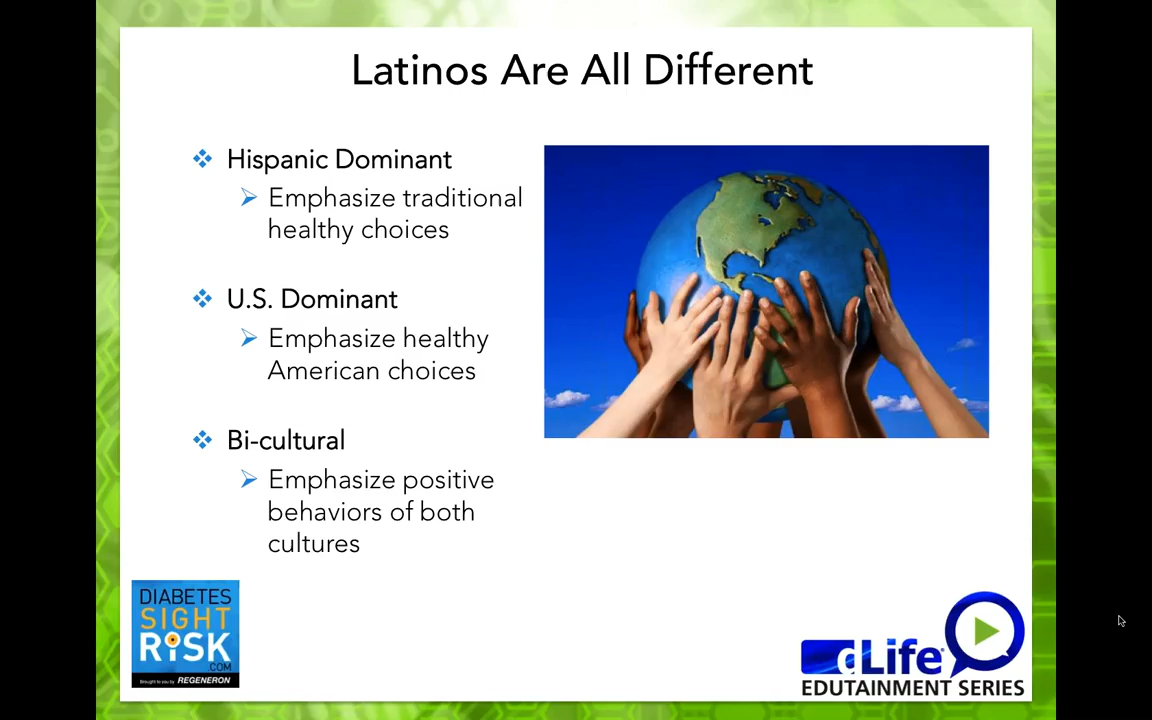 Latinos Are All Different
Hispanic Dominant
Emphasize traditional
healthy choices
U.S. Dominant
Emphasize healthy
American choices
Bi-cultural
Emphasize positive
behaviors of both
cultures
DIABETES
SIGHT
RISK
.COM
Brought to you by REGENERON
dLife®
EDUTAINMENT SERIES